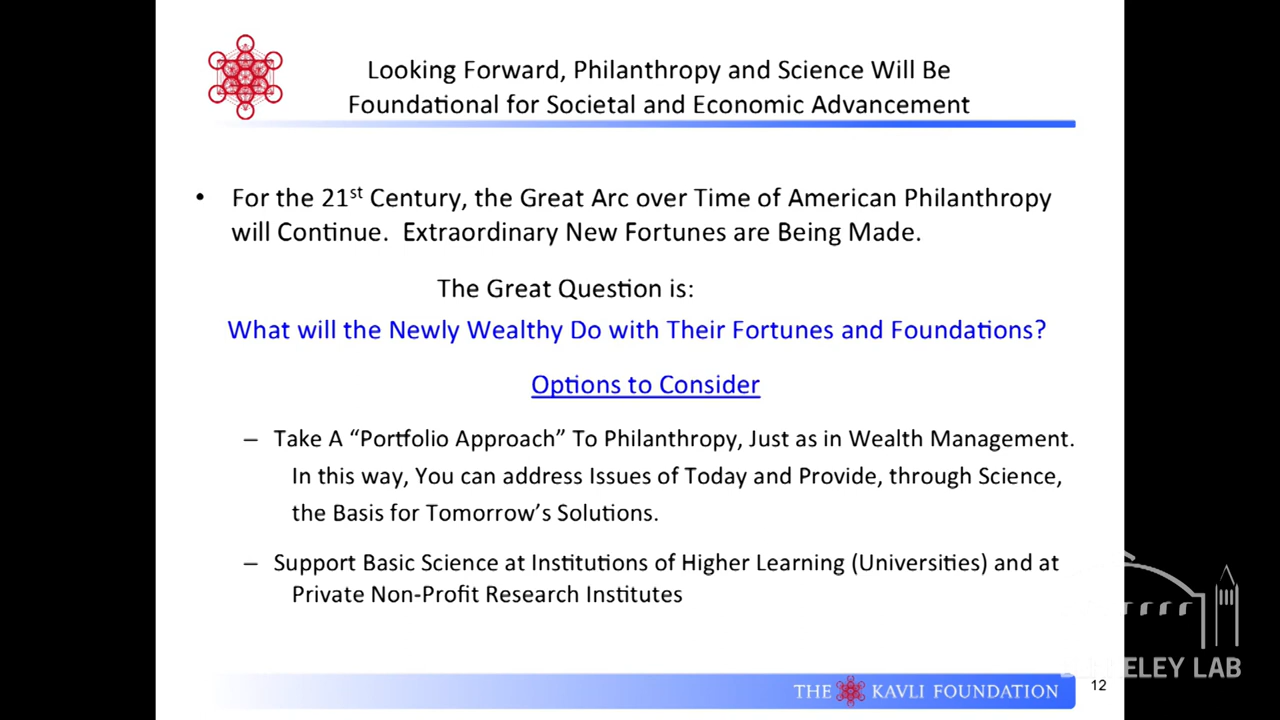 Looking Forward, Philanthropy and Science Will Be
Foundational for Societal and Economic Advancement
• For the 21st Century, the Great Arc over Time of American Philanthropy
will Continue. Extraordinary New Fortunes are Being Made.
The Great Question is:
What will the Newly Wealthy Do with Their Fortunes and Foundations?
Options to Consider
– Take A “Portfolio Approach” To Philanthropy, Just as in Wealth Management.
In this way, You can address Issues of Today and Provide, through Science,
the Basis for Tomorrow’s Solutions.
– Support Basic Science at Institutions of Higher Learning (Universities) and at
Private Non-Profit Research Institutes
THE KAVLI FOUNDATION
12
LAB